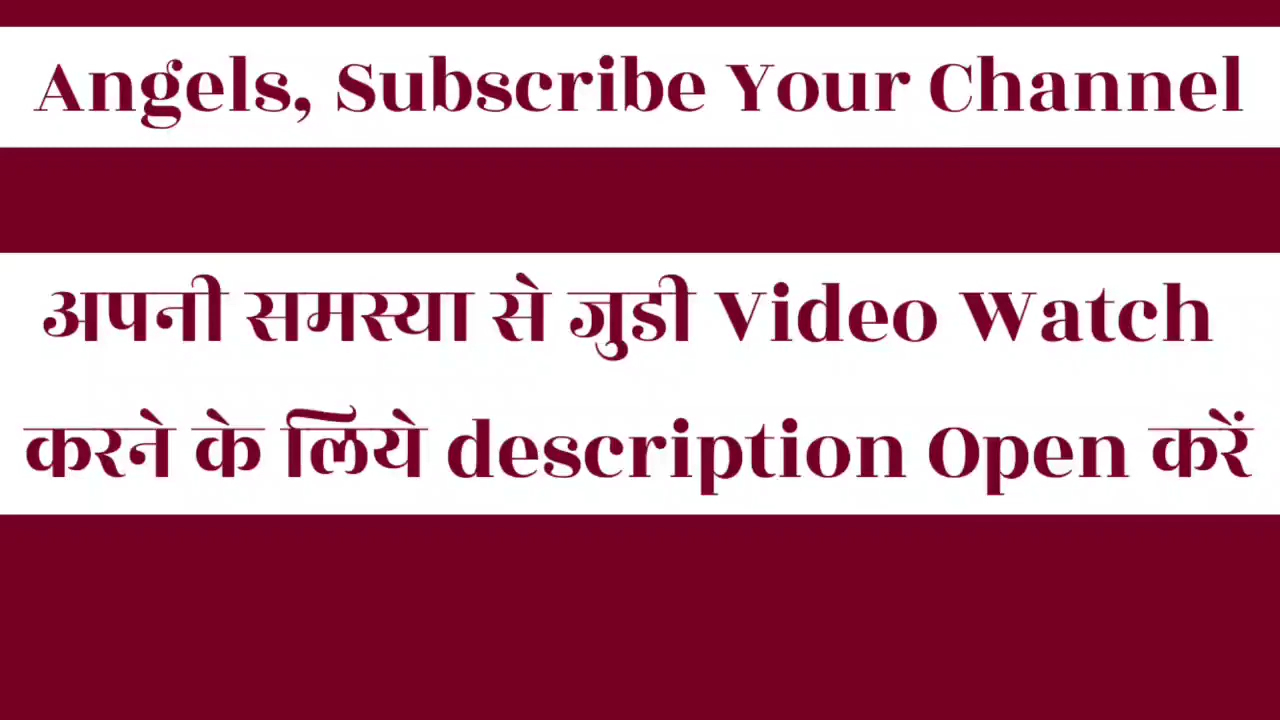 Angels, Subscribe Your Channel
अपनी समस्या से जुडी Video Watch
करने के लिये description Open करें